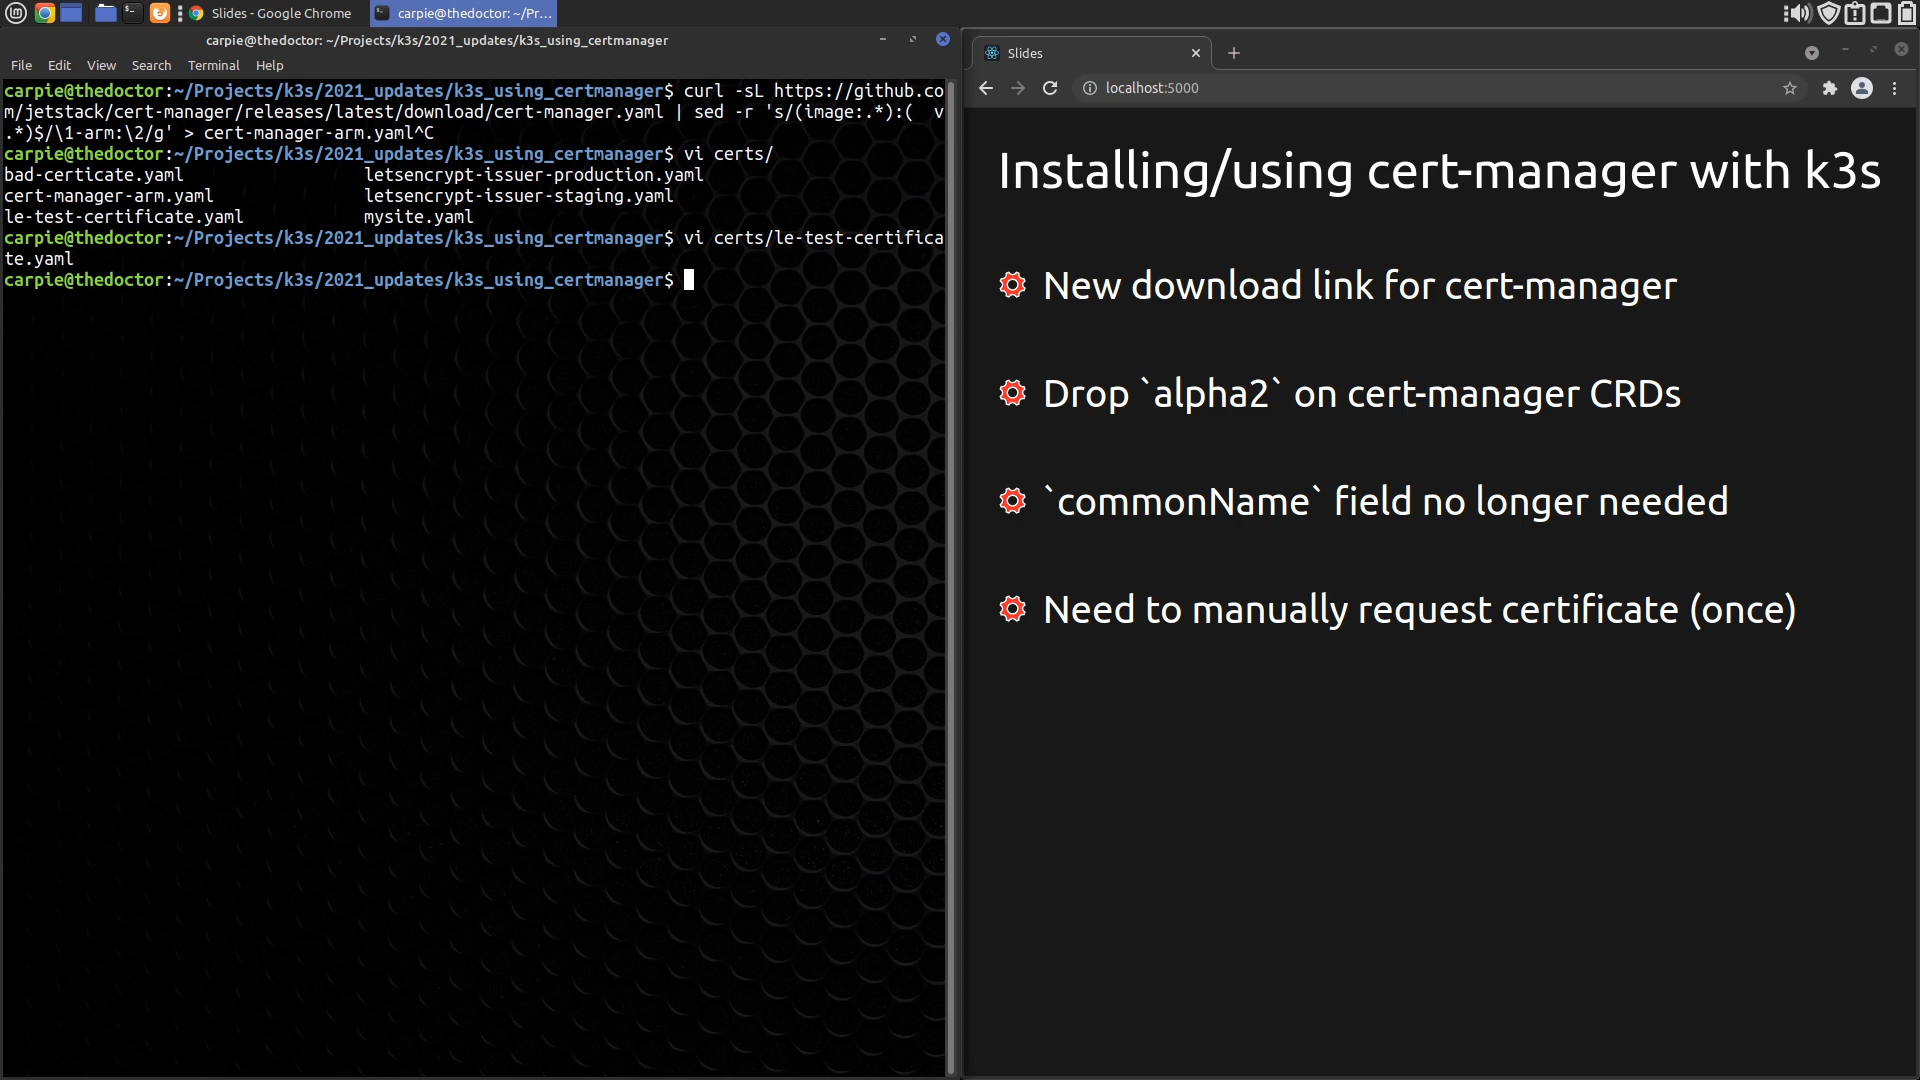 Slides - Google Chrome
carpie@thedoctor: ~/Pr...
carpie@thedoctor: ~/Projects/k3s/2021_updates/k3s_using_certmanager
File Edit View Search Terminal Help
carpie@thedoctor:~/Projects/k3s/2021_updates/k3s_using_certmanager$ curl -sL https://github.co
m/jetstack/cert-manager/releases/latest/download/cert-manager.yaml | sed -r 's/(image:.*):(  v
.*)$/\1-arm:\2/g' > cert-manager-arm.yaml^C
carpie@thedoctor:~/Projects/k3s/2021_updates/k3s_using_certmanager$ vi certs/
bad-certicate.yaml letsencrypt-issuer-production.yaml
cert-manager-arm.yaml letsencrypt-issuer-staging.yaml
le-test-certificate.yaml mysite.yaml
carpie@thedoctor:~/Projects/k3s/2021_updates/k3s_using_certmanager$ vi certs/le-test-certifica
te.yaml
carpie@thedoctor:~/Projects/k3s/2021_updates/k3s_using_certmanager$
Slides
localhost:5000
Installing/using cert-manager with k3s
New download link for cert-manager
Drop `alpha2` on cert-manager CRDs
`commonName` field no longer needed
Need to manually request certificate (once)